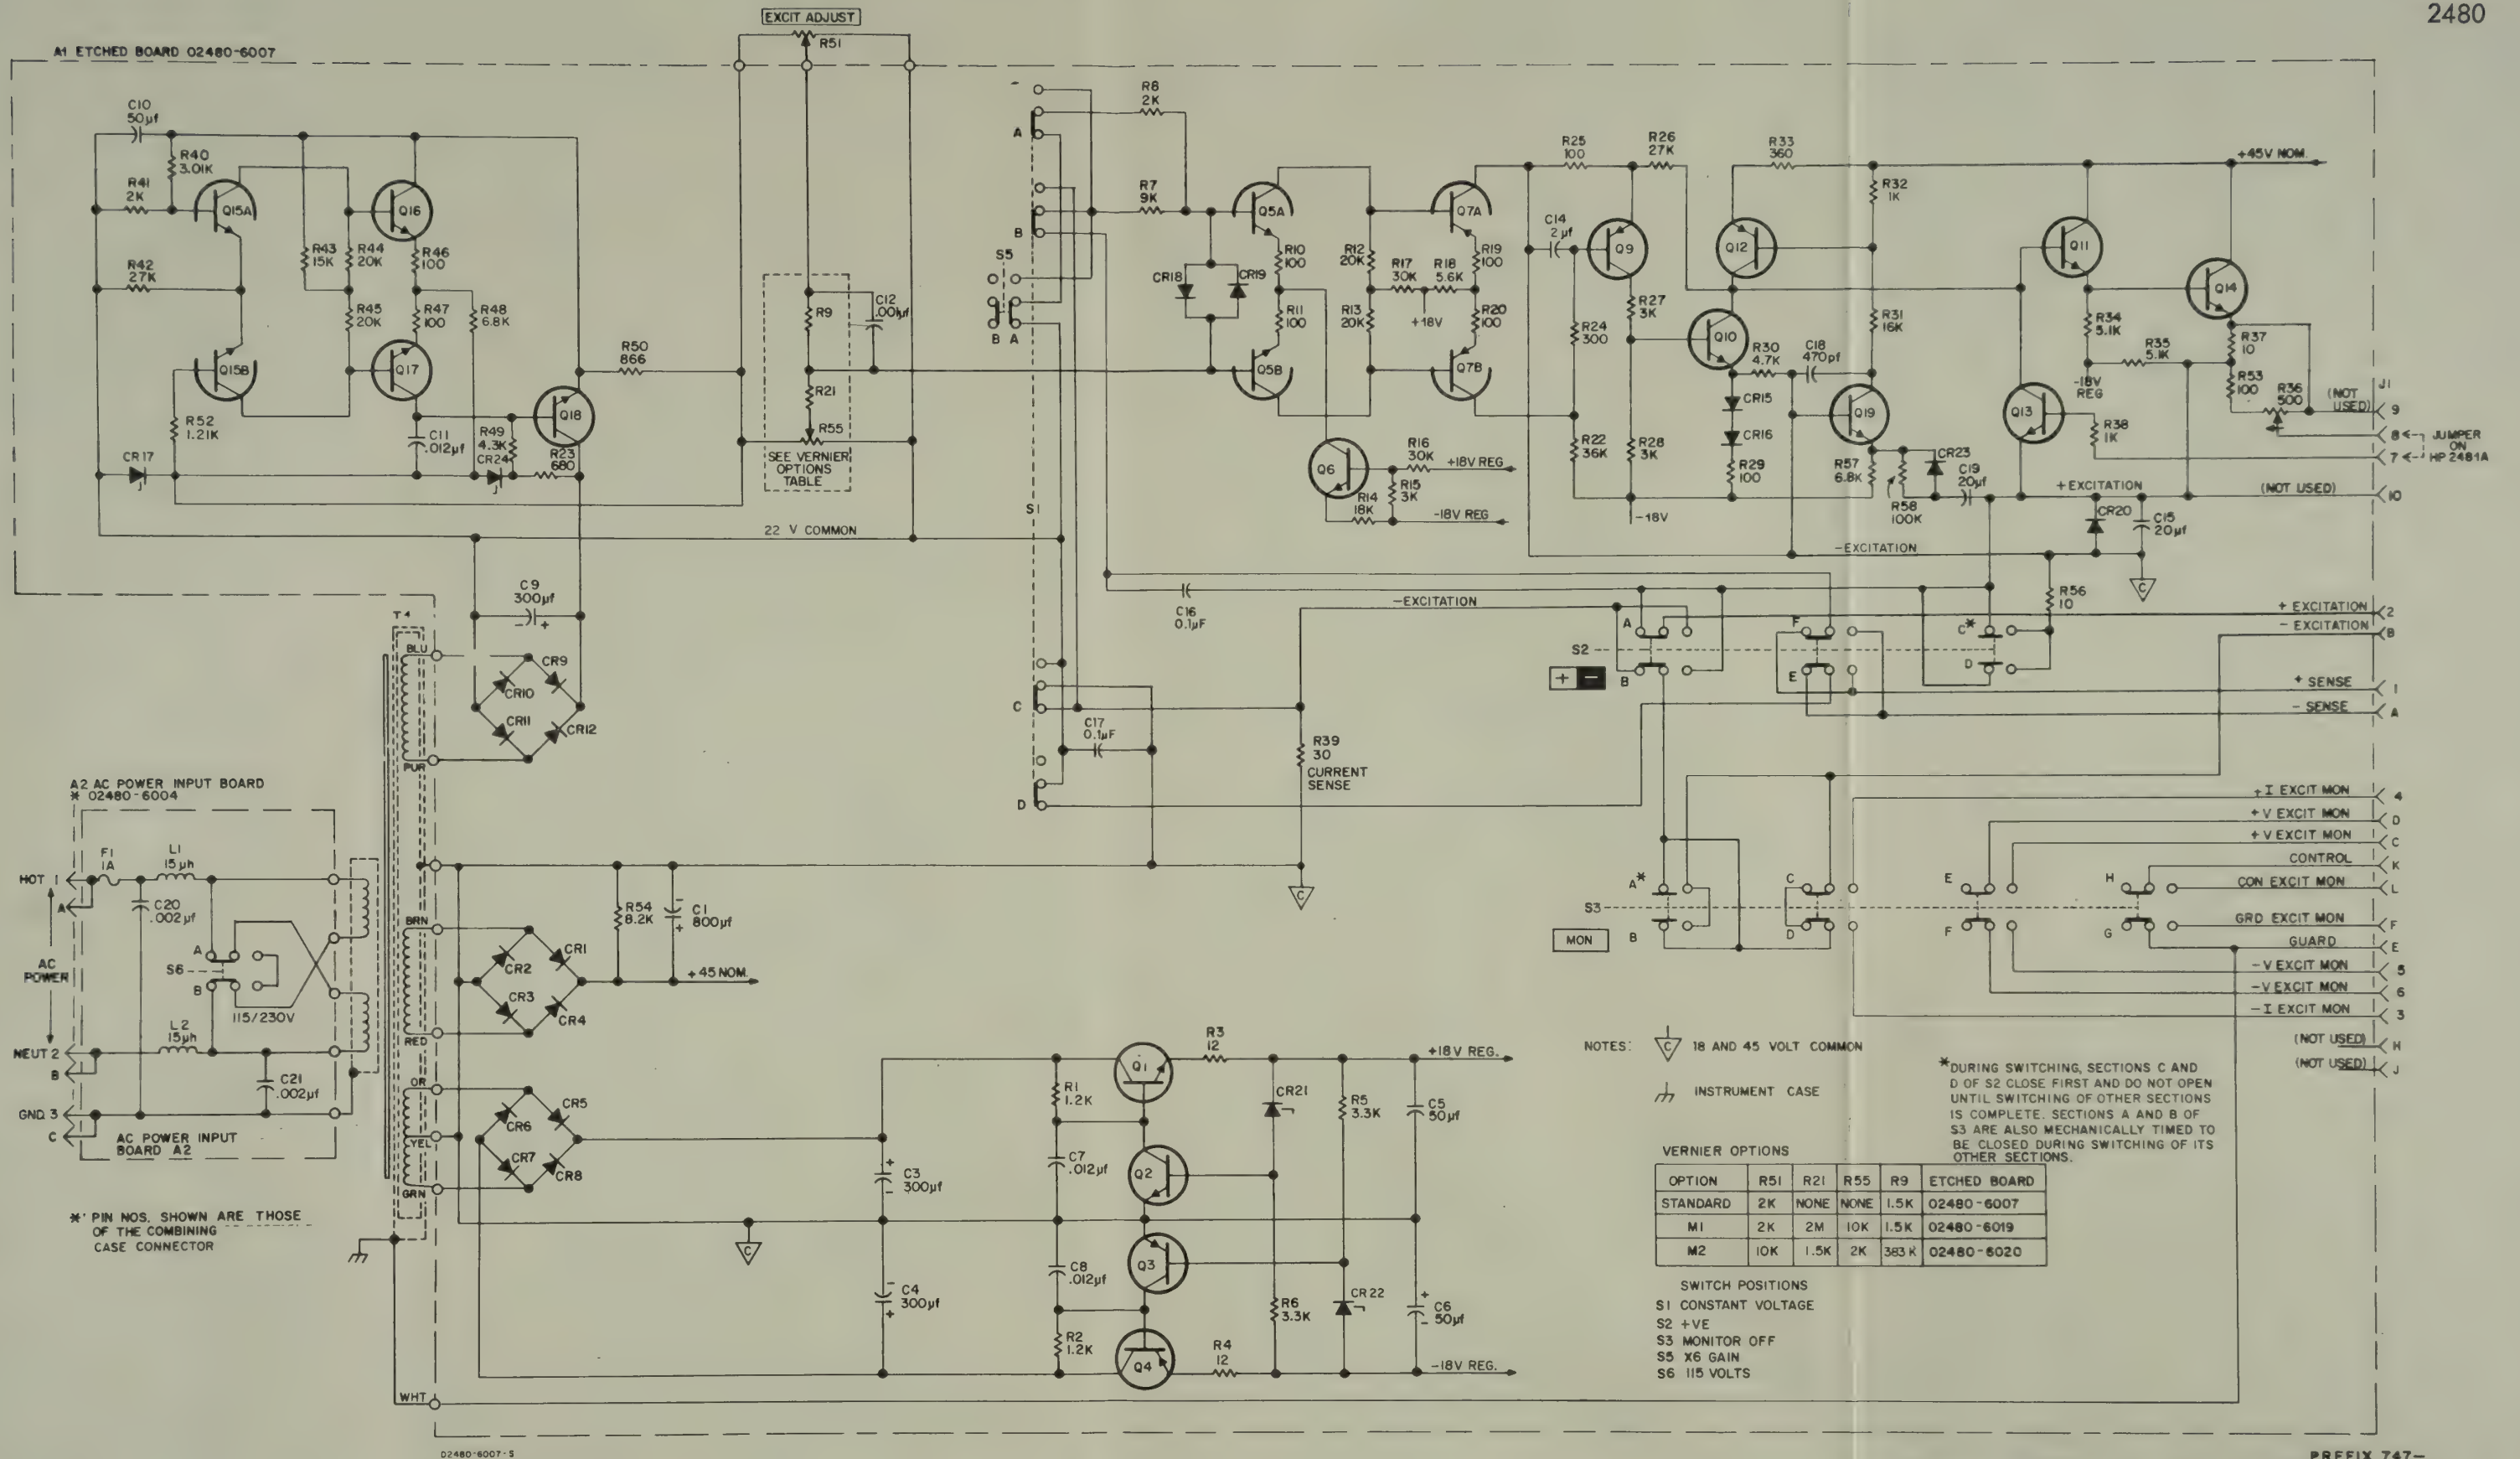 2480
EXCIT ADJUST
R51
A1 ETCHED BOARD 02480-6007
C10
50µf
R40
3.01K
R41
2K
Q15A
Q16
R42
27K
R43
15K
R44
20K
R46
100
R45
20K
R47
100
R48
6.8K
Q15B
Q17
R52
1.21K
C11
.012µf
R49
4.3K
CR24
Q18
R23
680
R50
866
CR17
R9
C12
.001µf
R21
R55
SEE VERNIER
OPTIONS
TABLE
22 V COMMON
S5
B A
A
B
S1
C
D
R8
2K
R7
9K
Q5A
CR18
CR19
R10
100
R11
100
Q5B
R12
20K
R13
20K
R17
30K
R18
5.6K
+18V
Q7A
R19
100
R20
100
Q7B
Q6
R16
30K
+18V REG
R15
3K
R14
18K
-18V REG
R25
100
R26
27K
C14
2µf
Q9
R24
300
R27
3K
R22
36K
R28
3K
-18V
R33
360
R32
1K
Q12
Q10
R30
4.7K
C18
470pf
R31
16K
CR15
CR16
R29
100
Q19
R57
6.8K
R58
100K
CR23
C19
20µf
+45V NOM.
Q11
Q14
R34
5.1K
R35
5.1K
-18V
REG
R37
10
R53
100
R36
500
Q13
R38
1K
J1
(NOT
USED)
9
8
7
JUMPER
ON
HP 2481A
+EXCITATION
(NOT USED)
10
CR20
C15
20µf
-EXCITATION
C
R56
10
C16
0.1µF
-EXCITATION
+ EXCITATION
2
- EXCITATION
B
S2
A
B
F
E
C*
D
+ -
+ SENSE
1
- SENSE
A
C9
300µf
- +
T4
BLU
CR9
CR10
CR11
CR12
PUR
C17
0.1µF
R39
30
CURRENT
SENSE
C
+I EXCIT MON
4
+V EXCIT MON
D
+V EXCIT MON
C
CONTROL
K
CON EXCIT MON
L
GRD EXCIT MON
F
GUARD
E
-V EXCIT MON
5
-V EXCIT MON
6
-I EXCIT MON
3
(NOT USED)
H
(NOT USED)
J
S3
MON
A*
B
C
D
E
F
H
G
A2 AC POWER INPUT BOARD
* 02480-6004
F1
1A
L1
15µh
HOT 1
A
C20
.002µf
AC
POWER
S6
A
B
115/230V
L2
15µh
NEUT 2
B
C21
.002µf
GND 3
C
AC POWER INPUT
BOARD A2
BRN
CR1
CR2
CR3
CR4
RED
R54
8.2K
C1
800µf
-
+
+45 NOM.
OR
CR5
CR6
YEL
CR7
CR8
GRN
WHT
C
C3
300µf
+
-
C4
300µf
-
+
R1
1.2K
C7
.012µf
C8
.012µf
R2
1.2K
Q1
Q2
Q3
Q4
R3
12
R4
12
CR21
R5
3.3K
C5
50µf
R6
3.3K
CR22
C6
50µf
+
-
+18V REG.
-18V REG.
* PIN NOS. SHOWN ARE THOSE
OF THE COMBINING
CASE CONNECTOR
NOTES:
C
18 AND 45 VOLT COMMON
INSTRUMENT CASE
*DURING SWITCHING, SECTIONS C AND
D OF S2 CLOSE FIRST AND DO NOT OPEN
UNTIL SWITCHING OF OTHER SECTIONS
IS COMPLETE. SECTIONS A AND B OF
S3 ARE ALSO MECHANICALLY TIMED TO
BE CLOSED DURING SWITCHING OF ITS
OTHER SECTIONS.
VERNIER OPTIONS
OPTION R51 R21 R55 R9 ETCHED BOARD
STANDARD 2K NONE NONE 1.5K 02480-6007
M1 2K 2M 10K 1.5K 02480-6019
M2 10K 1.5K 2K 383K 02480-6020
SWITCH POSITIONS
S1 CONSTANT VOLTAGE
S2 +VE
S3 MONITOR OFF
S5 X6 GAIN
S6 115 VOLTS
02480-6007-S
PREFIX 747-